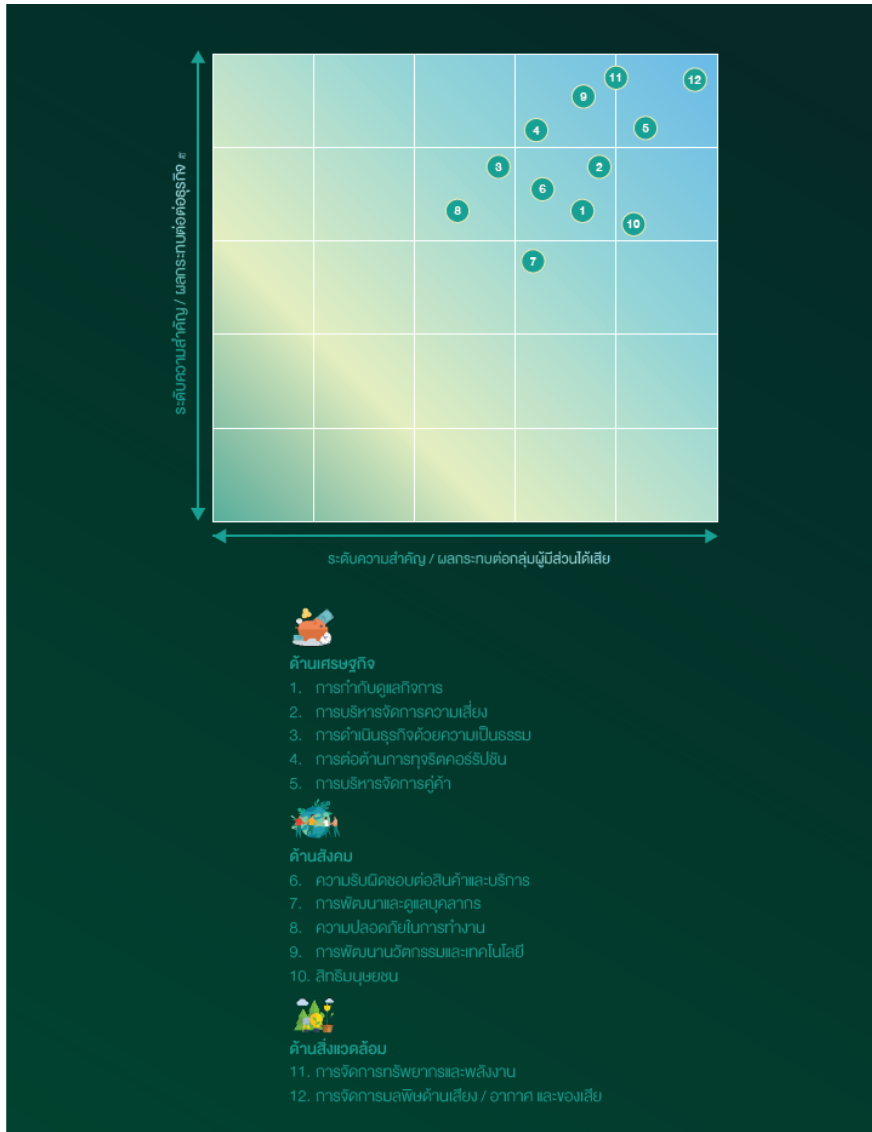 11
12
9
4
5
3
2
6
8
1
10
7
ระดับความสำคัญ / ผลกระทบต่อต่อธุรกิจ
ระดับความสำคัญ / ผลกระทบต่อกลุ่มผู้มีส่วนได้เสีย
ด้านเศรษฐกิจ
1. การกำกับดูแลกิจการ
2. การบริหารจัดการความเสี่ยง
3. การดำเนินธุรกิจด้วยความเป็นธรรม
4. การต่อต้านการทุจริตคอร์รัปชัน
5. การบริหารจัดการคู่ค้า
ด้านสังคม
6. ความรับผิดชอบต่อสินค้าและบริการ
7. การพัฒนาและดูแลบุคลากร
8. ความปลอดภัยในการทำงาน
9. การพัฒนานวัตกรรมและเทคโนโลยี
10. สิทธิมนุษยชน
ด้านสิ่งแวดล้อม
11. การจัดการทรัพยากรและพลังงาน
12. การจัดการมลพิษด้านเสียง / อากาศ และของเสีย